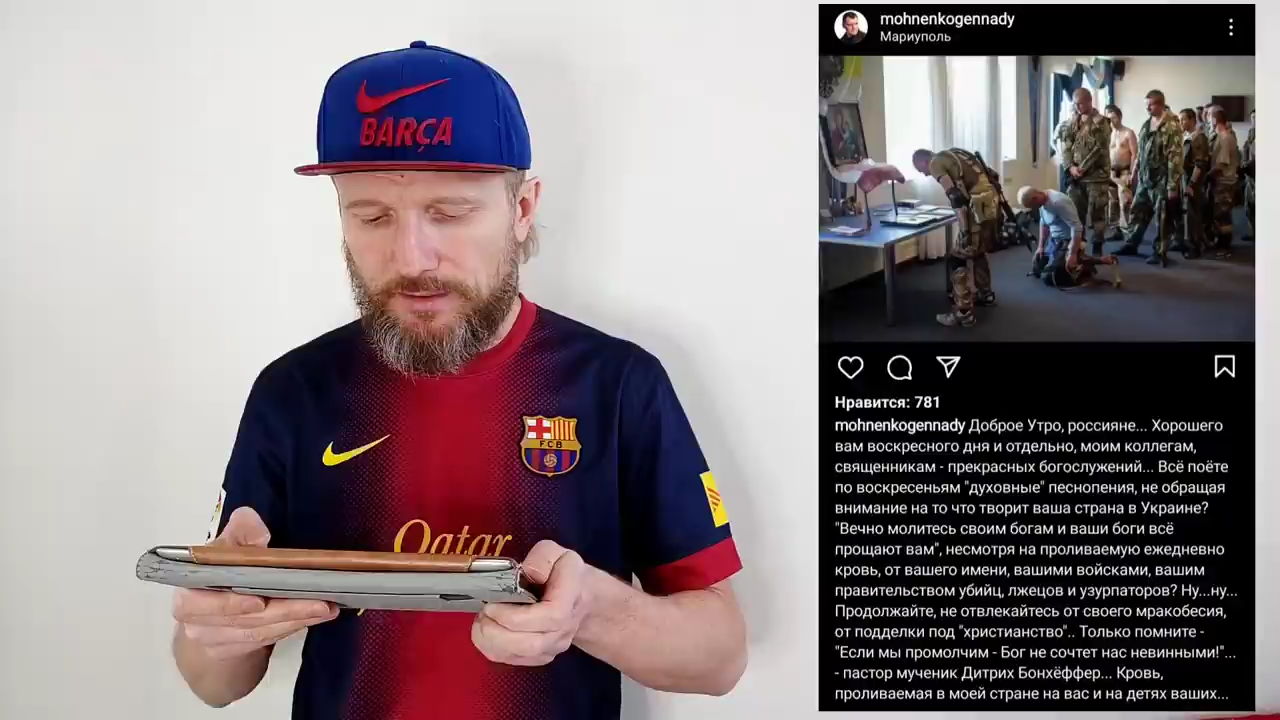 BARÇA
FCB
Qatar
mohnenkogennady
Мариуполь
Нравится: 781
mohnenkogennady Доброе Утро, россияне... Хорошего
вам воскресного дня и отдельно, моим коллегам,
священникам - прекрасных богослужений... Всё поёте
по воскресеньям "духовные" песнопения, не обращая
внимание на то что творит ваша страна в Украине?
"Вечно молитесь своим богам и ваши боги всё
прощают вам", несмотря на проливаемую ежедневно
кровь, от вашего имени, вашими войсками, вашим
правительством убийц, лжецов и узурпаторов? Ну...ну...
Продолжайте, не отвлекайтесь от своего мракобесия,
от подделки под "христианство".. Только помните -
"Если мы промолчим - Бог не сочтет нас невинными!"...
- пастор мученик Дитрих Бонхёффер... Кровь,
проливаемая в моей стране на вас и на детях ваших...